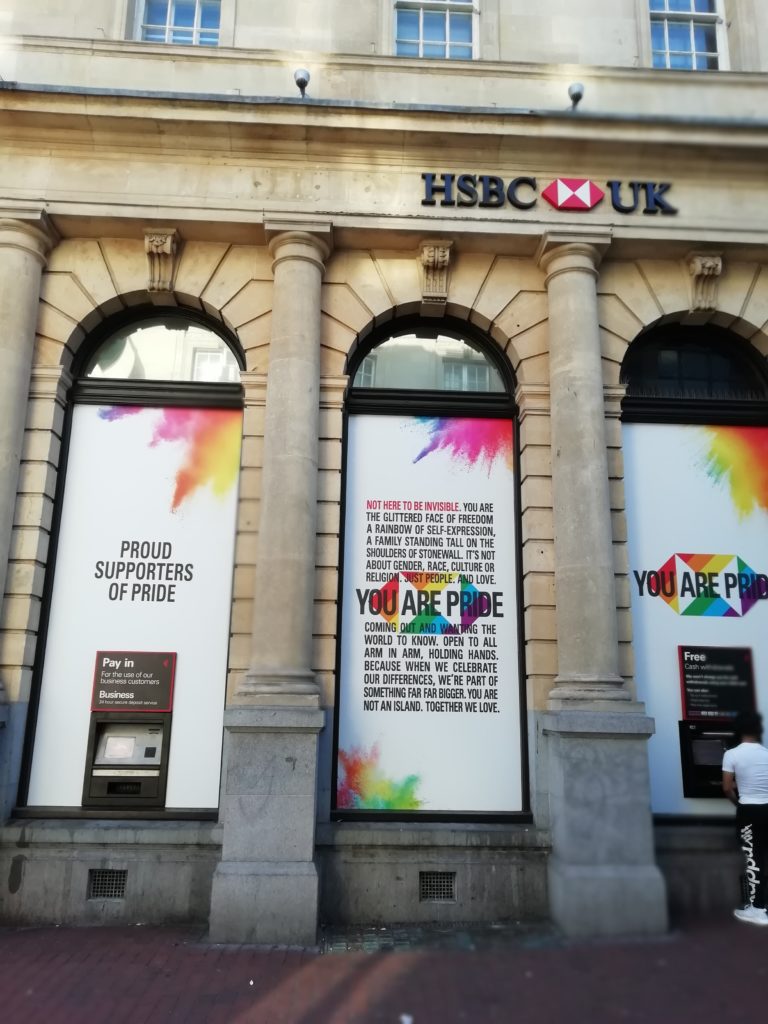 HSBC UK
PROUD
SUPPORTERS
OF PRIDE
Pay in
For the use of our
business customers
Business
24 hour secure deposit service
NOT HERE TO BE INVISIBLE. YOU ARE
THE GLITTERED FACE OF FREEDOM
A RAINBOW OF SELF-EXPRESSION,
A FAMILY STANDING TALL ON THE
SHOULDERS OF STONEWALL. IT'S NOT
ABOUT GENDER, RACE, CULTURE OR
RELIGION. JUST PEOPLE. AND LOVE.
YOU ARE PRIDE
COMING OUT AND WANTING THE
WORLD TO KNOW. OPEN TO ALL
ARM IN ARM, HOLDING HANDS.
BECAUSE WHEN WE CELEBRATE
OUR DIFFERENCES, WE'RE PART OF
SOMETHING FAR FAR BIGGER. YOU ARE
NOT AN ISLAND. TOGETHER WE LOVE.
YOU ARE PRID
Free
Cash withdrawals